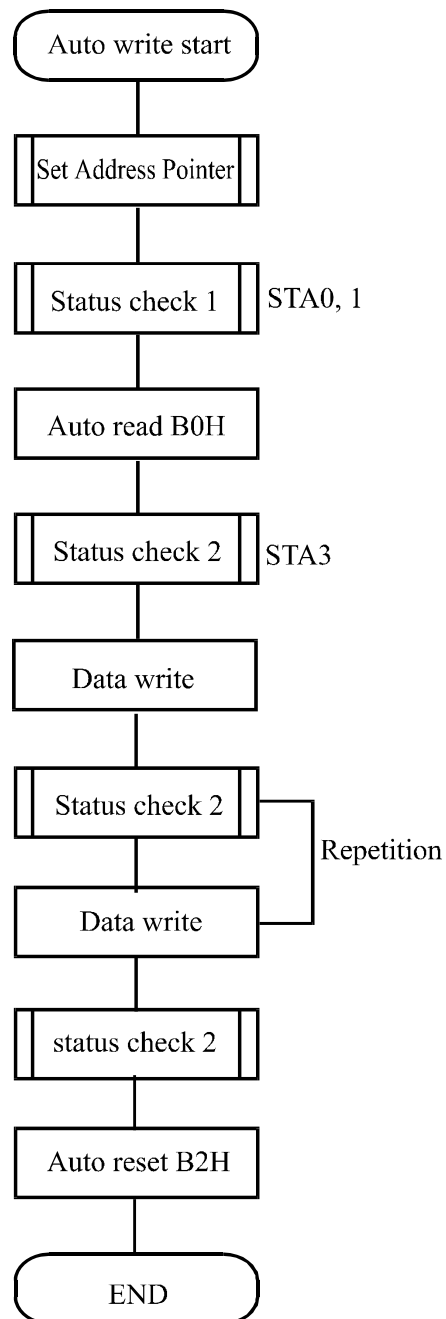 Auto write start
Set Address Pointer
Status check 1
STA0, 1
Auto read B0H
Status check 2
STA3
Data write
Status check 2
Repetition
Data write
status check 2
Auto reset B2H
END